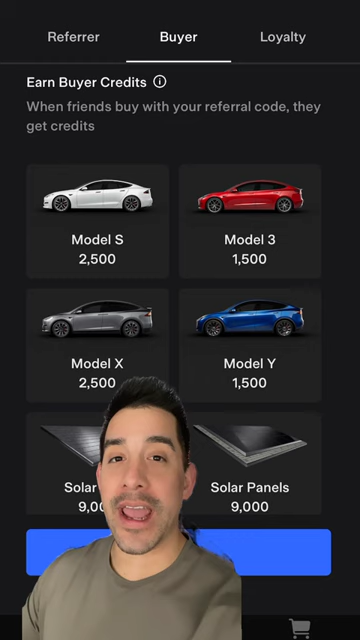 Referrer Buyer Loyalty
Earn Buyer Credits
When friends buy with your referral code, they
get credits
Model S
2,500
Model 3
1,500
Model X
2,500
Model Y
1,500
Solar
Solar Panels
9,000